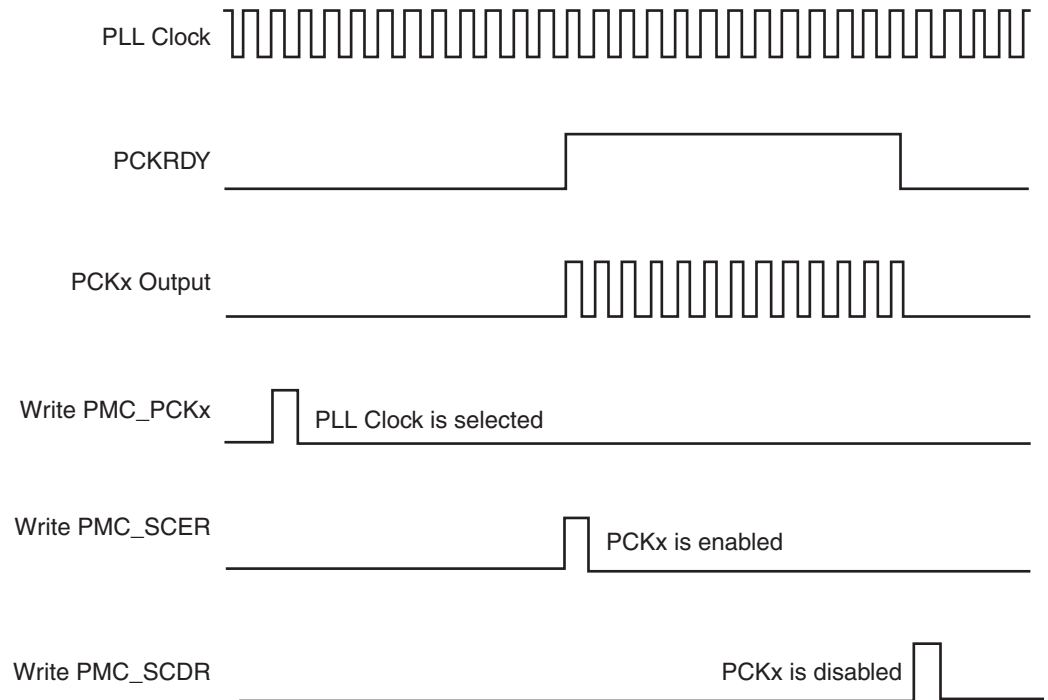 PLL Clock
PCKRDY
PCKx Output
Write PMC_PCKx
PLL Clock is selected
Write PMC_SCER
PCKx is enabled
Write PMC_SCDR
PCKx is disabled